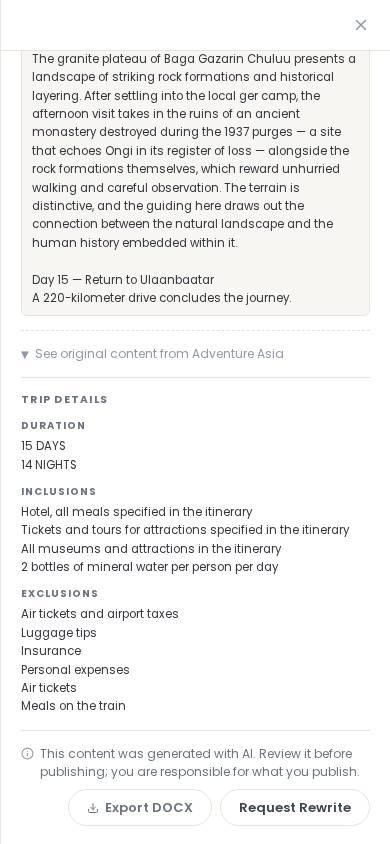 The granite plateau of Baga Gazarin Chuluu presents a
landscape of striking rock formations and historical
layering. After settling into the local ger camp, the
afternoon visit takes in the ruins of an ancient
monastery destroyed during the 1937 purges — a site
that echoes Ongi in its register of loss — alongside the
rock formations themselves, which reward unhurried
walking and careful observation. The terrain is
distinctive, and the guiding here draws out the
connection between the natural landscape and the
human history embedded within it.
Day 15 — Return to Ulaanbaatar
A 220-kilometer drive concludes the journey.
▼ See original content from Adventure Asia
TRIP DETAILS
DURATION
15 DAYS
14 NIGHTS
INCLUSIONS
Hotel, all meals specified in the itinerary
Tickets and tours for attractions specified in the itinerary
All museums and attractions in the itinerary
2 bottles of mineral water per person per day
EXCLUSIONS
Air tickets and airport taxes
Luggage tips
Insurance
Personal expenses
Air tickets
Meals on the train
This content was generated with AI. Review it before
publishing; you are responsible for what you publish.
Export DOCX
Request Rewrite